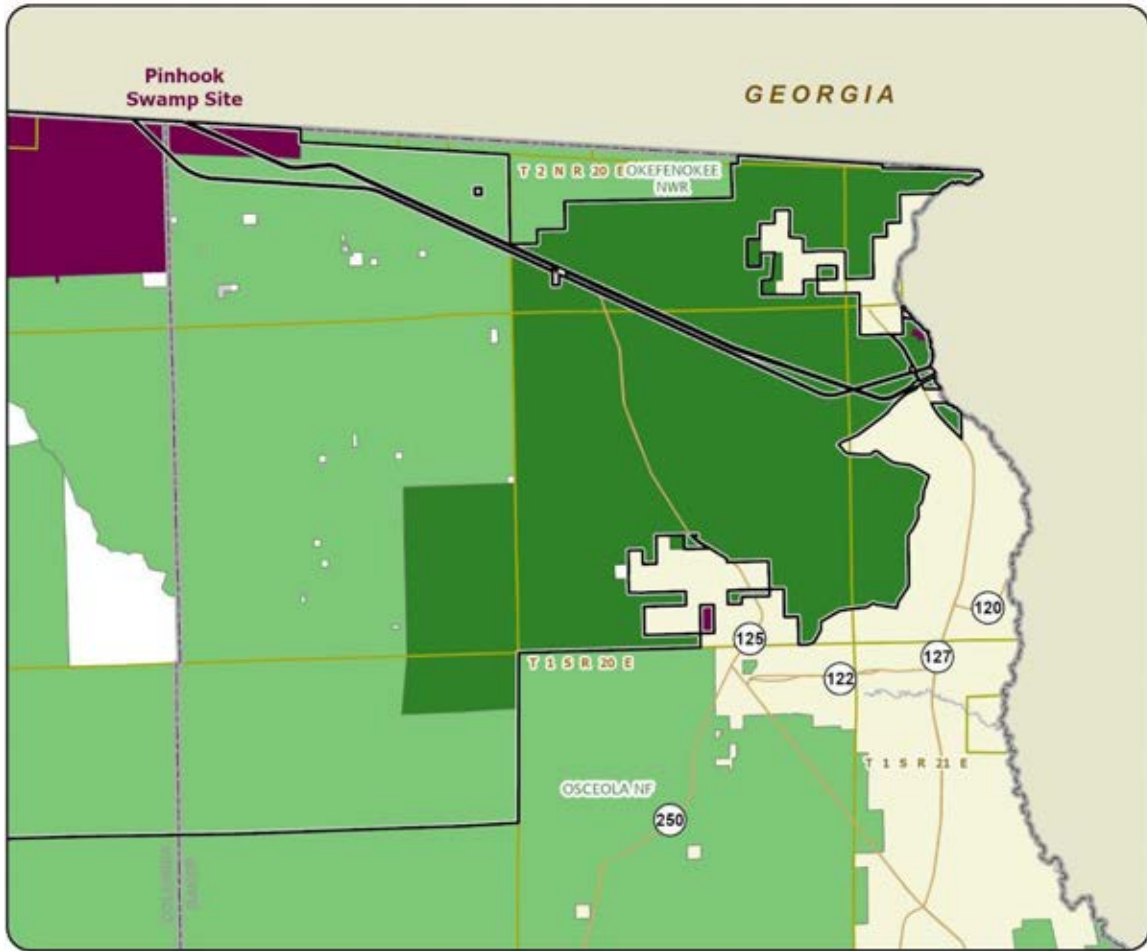 Pinhook
Swamp Site
GEORGIA
T 2 N R 20 E
OKEFENOKEE
NWR
120
125
127
T 1 S R 20 E
122
T 1 S R 21 E
OSCEOLA NF
250
BAKER